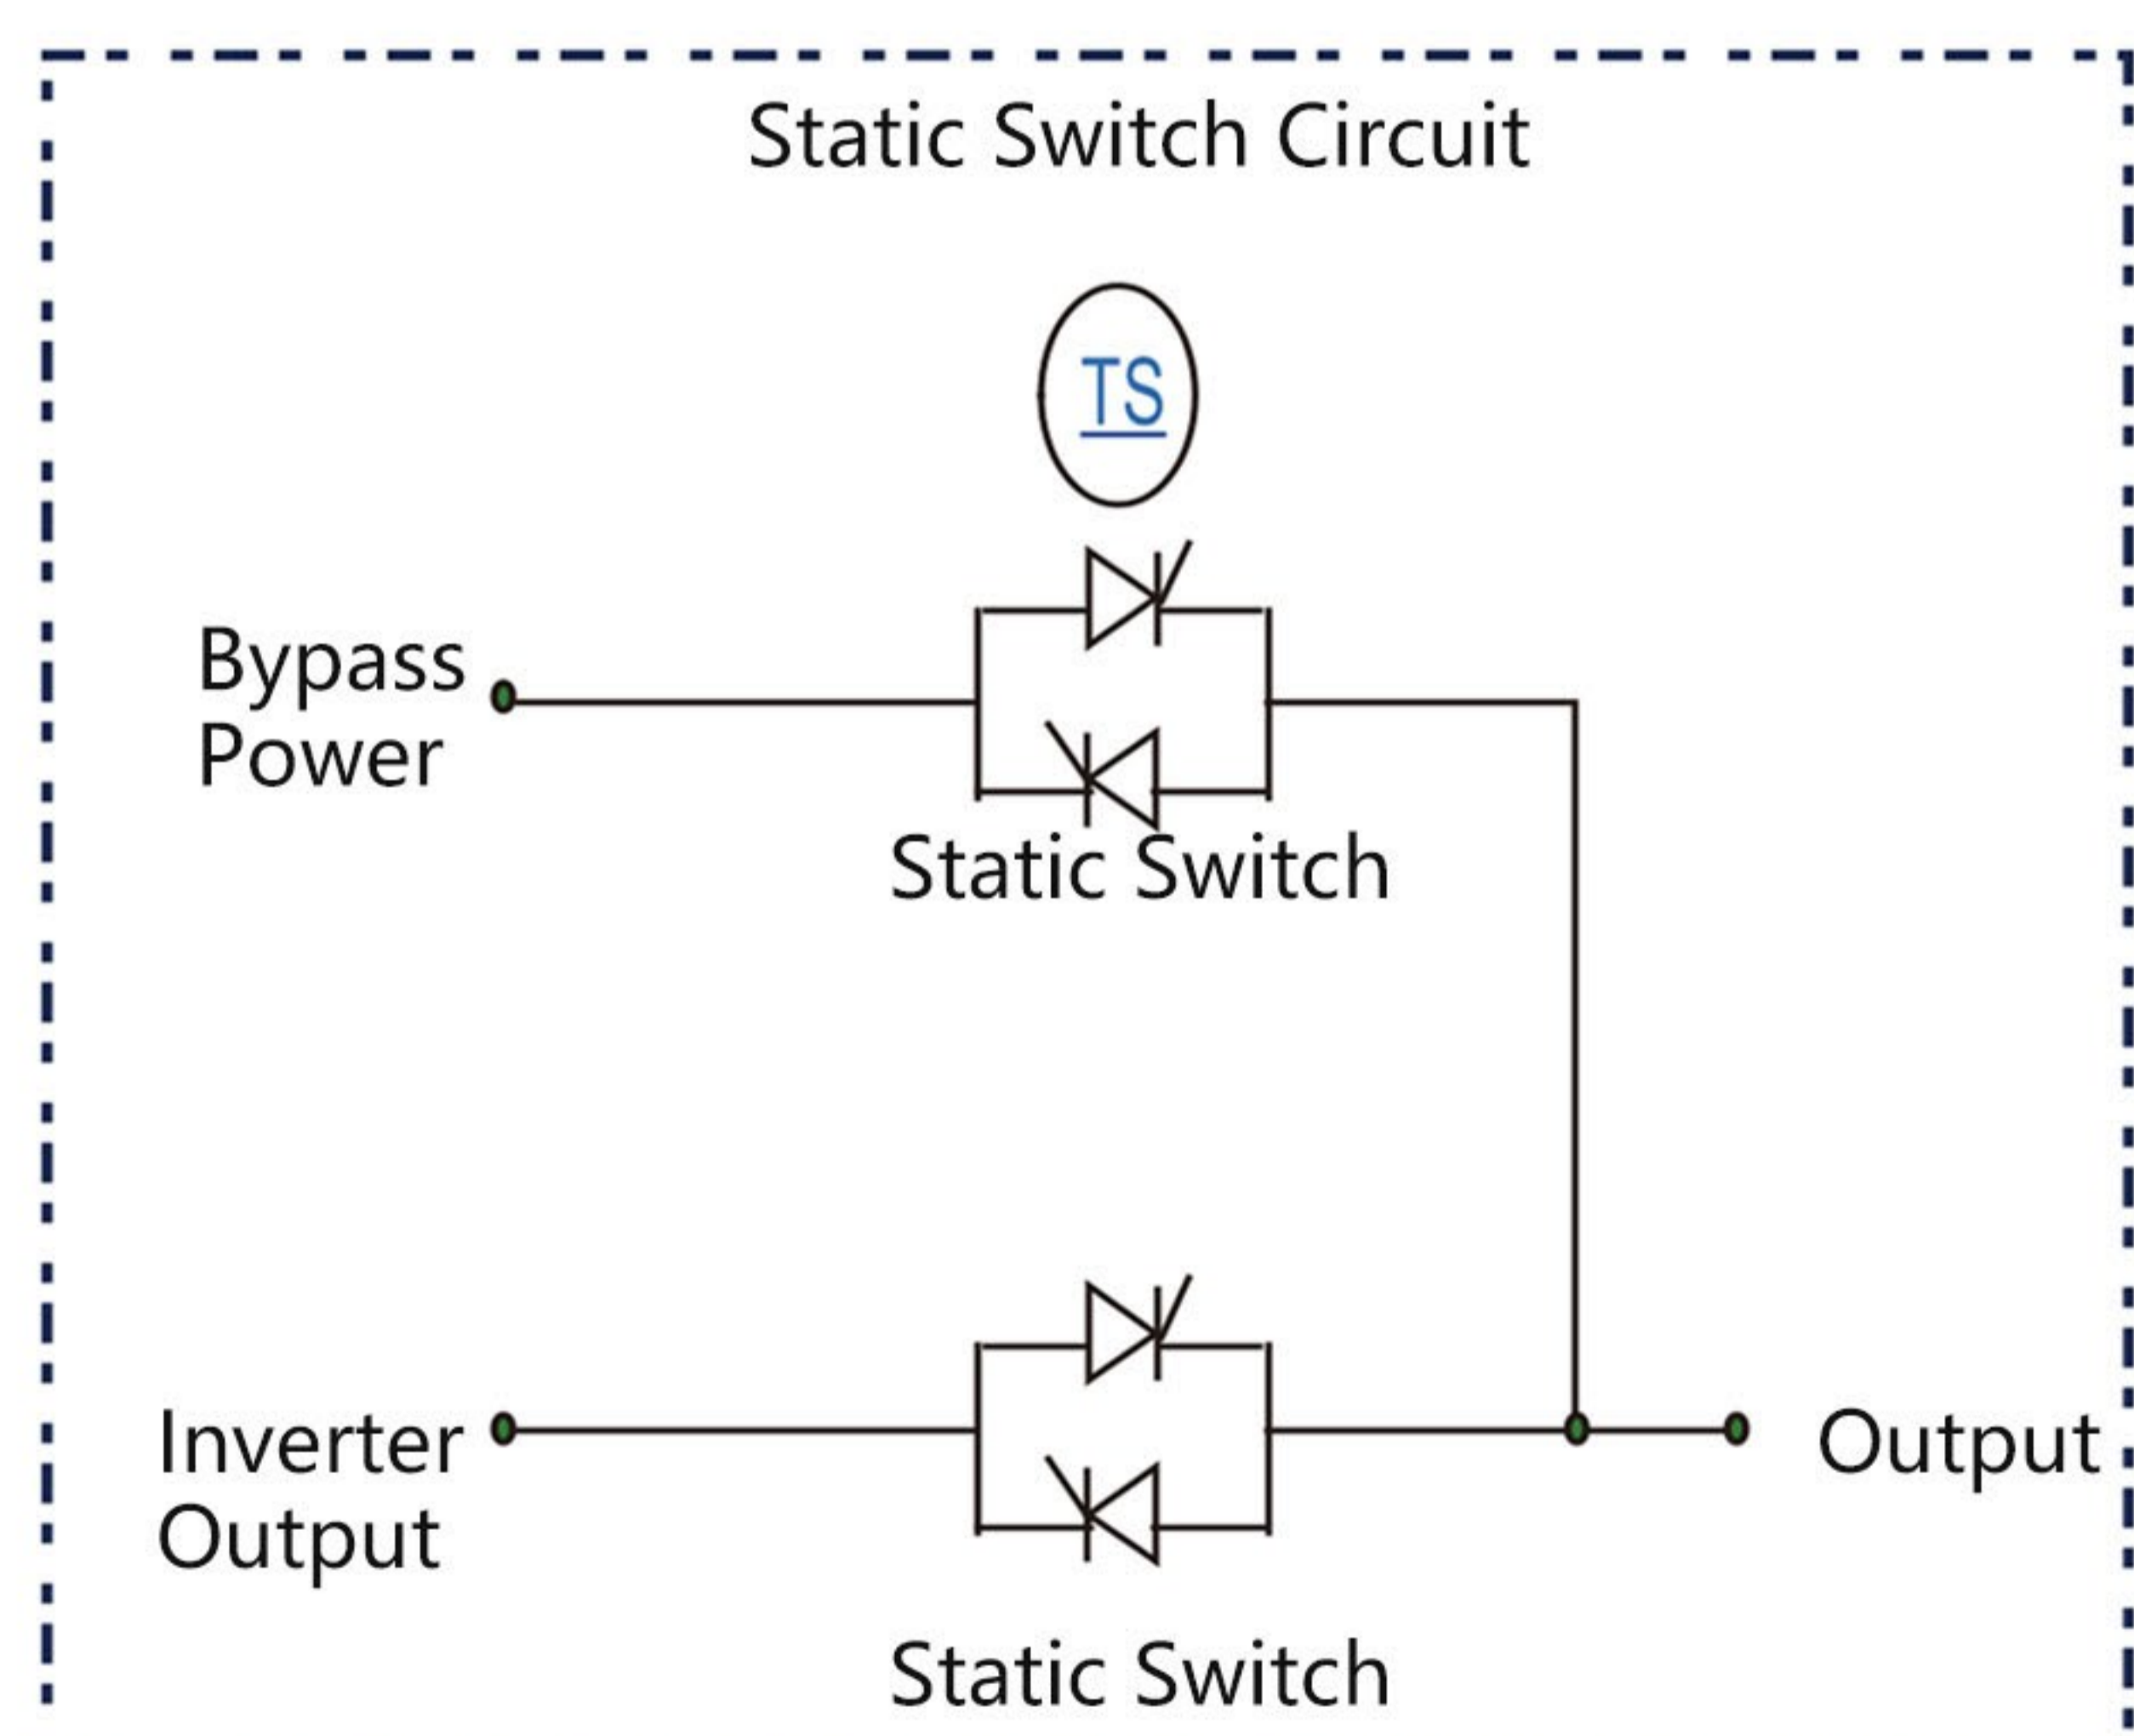 Static Switch Circuit
TS
Bypass
Power
Static Switch
Inverter
Output
Output
Static Switch